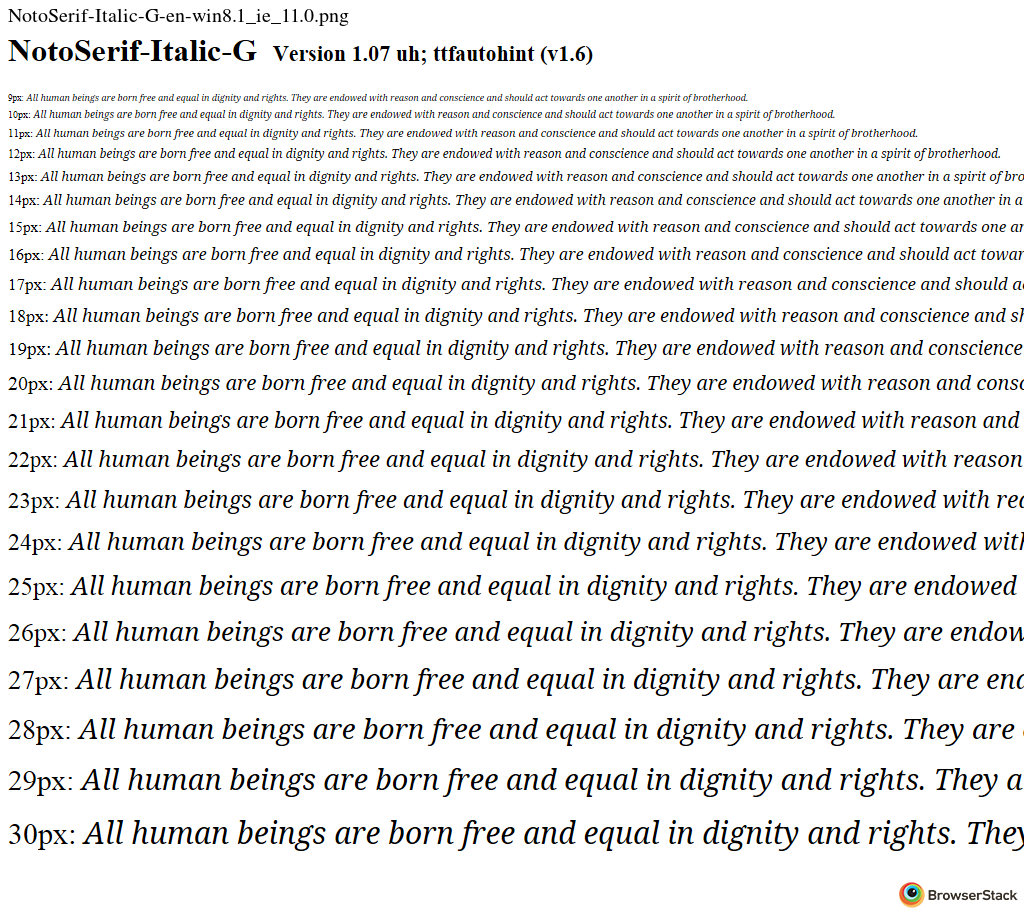 NotoSerif-Italic-G-en-win8.1_ie_11.0.png
NotoSerif-Italic-G Version 1.07 uh; ttfautohint (v1.6)
9px: All human beings are born free and equal in dignity and rights. They are endowed with reason and conscience and should act towards one another in a spirit of brotherhood.
10px: All human beings are born free and equal in dignity and rights. They are endowed with reason and conscience and should act towards one another in a spirit of brotherhood.
11px: All human beings are born free and equal in dignity and rights. They are endowed with reason and conscience and should act towards one another in a spirit of brotherhood.
12px: All human beings are born free and equal in dignity and rights. They are endowed with reason and conscience and should act towards one another in a spirit of brotherhood.
13px: All human beings are born free and equal in dignity and rights. They are endowed with reason and conscience and should act towards one another in a spirit of bro
14px: All human beings are born free and equal in dignity and rights. They are endowed with reason and conscience and should act towards one another in a
15px: All human beings are born free and equal in dignity and rights. They are endowed with reason and conscience and should act towards one an
16px: All human beings are born free and equal in dignity and rights. They are endowed with reason and conscience and should act towar
17px: All human beings are born free and equal in dignity and rights. They are endowed with reason and conscience and should a
18px: All human beings are born free and equal in dignity and rights. They are endowed with reason and conscience and sh
19px: All human beings are born free and equal in dignity and rights. They are endowed with reason and conscience
20px: All human beings are born free and equal in dignity and rights. They are endowed with reason and consc
21px: All human beings are born free and equal in dignity and rights. They are endowed with reason and
22px: All human beings are born free and equal in dignity and rights. They are endowed with reason
23px: All human beings are born free and equal in dignity and rights. They are endowed with rea
24px: All human beings are born free and equal in dignity and rights. They are endowed with
25px: All human beings are born free and equal in dignity and rights. They are endowed
26px: All human beings are born free and equal in dignity and rights. They are endow
27px: All human beings are born free and equal in dignity and rights. They are end
28px: All human beings are born free and equal in dignity and rights. They are
29px: All human beings are born free and equal in dignity and rights. They a
30px: All human beings are born free and equal in dignity and rights. They
BrowserStack